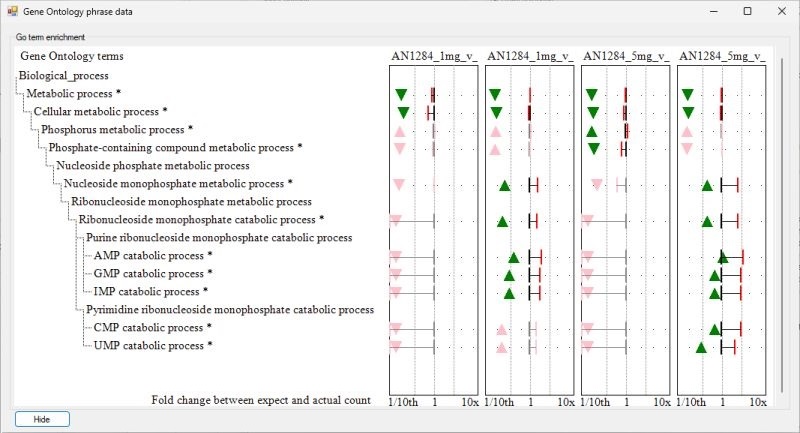 Gene Ontology phrase data
Go term enrichment
Gene Ontology terms AN1284_1mg_v_ AN1284_1mg_v_ AN1284_5mg_v_ AN1284_5mg_v_
Biological_process
Metabolic process *
Cellular metabolic process *
Phosphorus metabolic process *
Phosphate-containing compound metabolic process *
Nucleoside phosphate metabolic process
Nucleoside monophosphate metabolic process *
Ribonucleoside monophosphate metabolic process
Ribonucleoside monophosphate catabolic process *
Purine ribonucleoside monophosphate catabolic process
AMP catabolic process *
GMP catabolic process *
IMP catabolic process *
Pyrimidine ribonucleoside monophosphate catabolic process
CMP catabolic process *
UMP catabolic process *
Fold change between expect and actual count 1/10th 1 10x 1/10th 1 10x 1/10th 1 10x 1/10th 1 10x
Hide